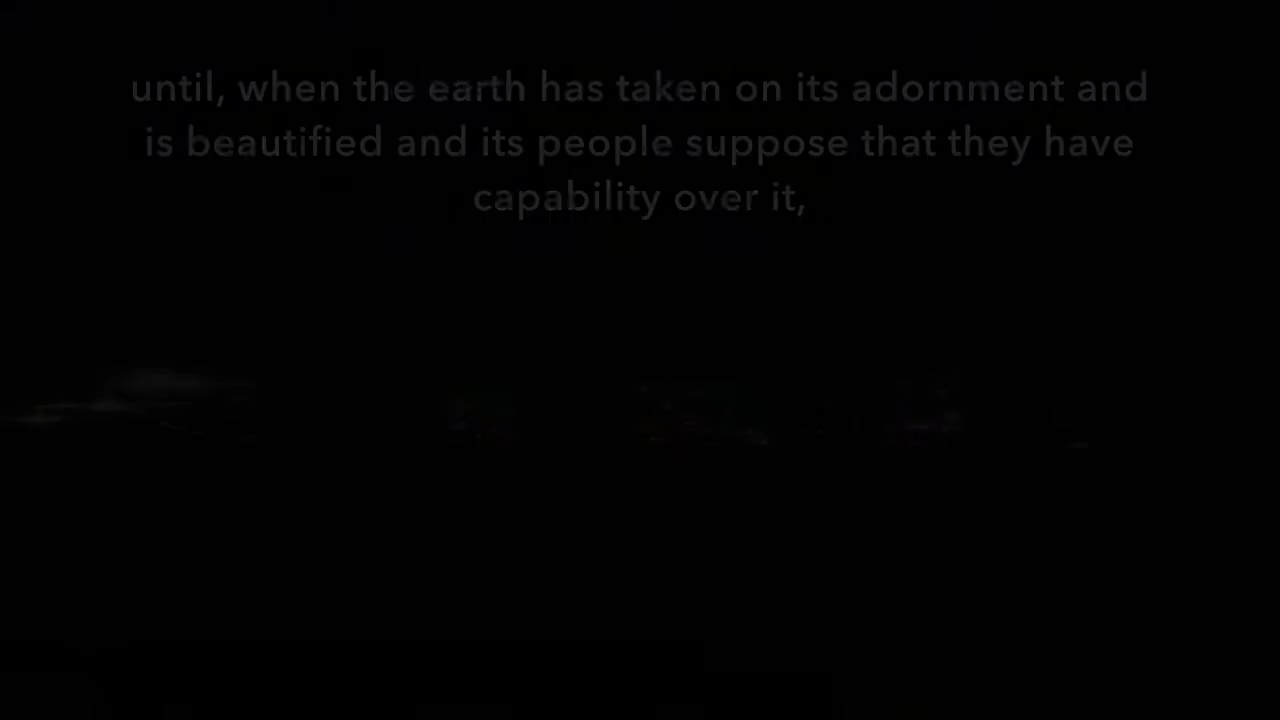 until, when the earth has taken on its adornment and
is beautified and its people suppose that they have
capability over it,